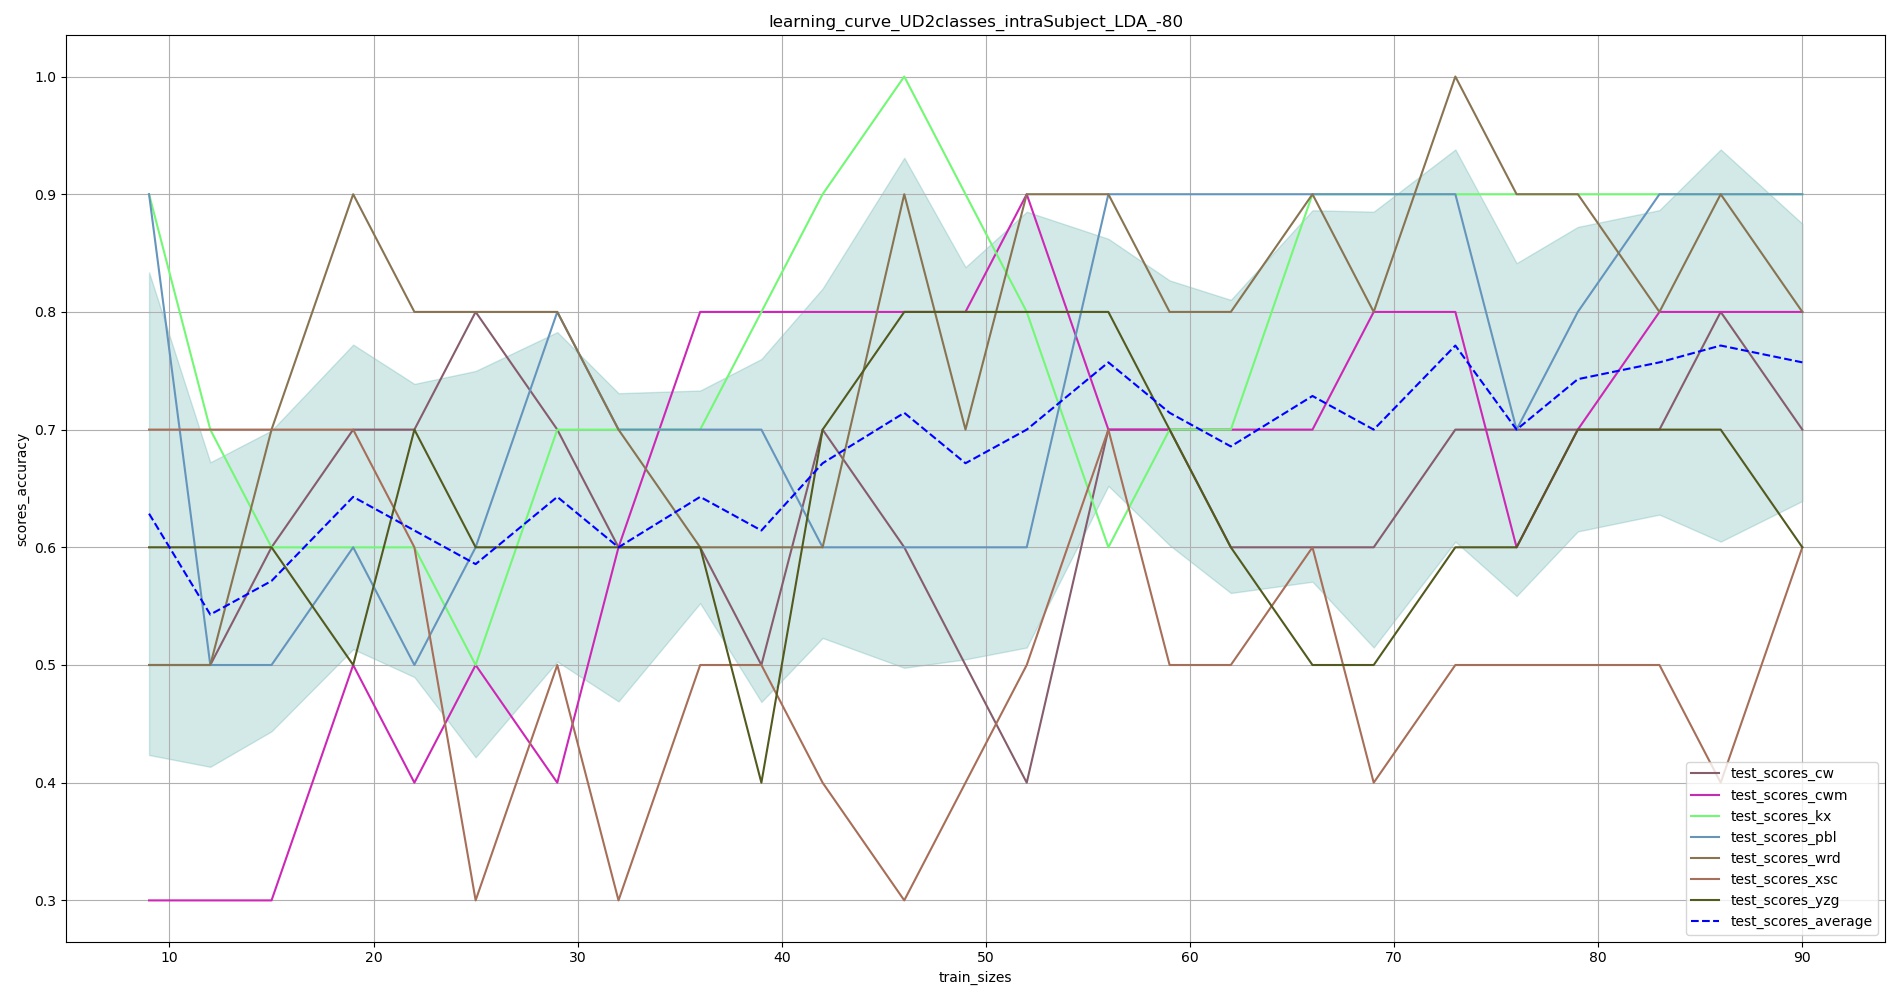 learning_curve_UD2classes_intraSubject_LDA_-80
scores_accuracy
1.0
0.9
0.8
0.7
0.6
0.5
0.4
0.3
10 20 30 40 50 60 70 80 90
train_sizes
test_scores_cw
test_scores_cwm
test_scores_kx
test_scores_pbl
test_scores_wrd
test_scores_xsc
test_scores_yzg
test_scores_average